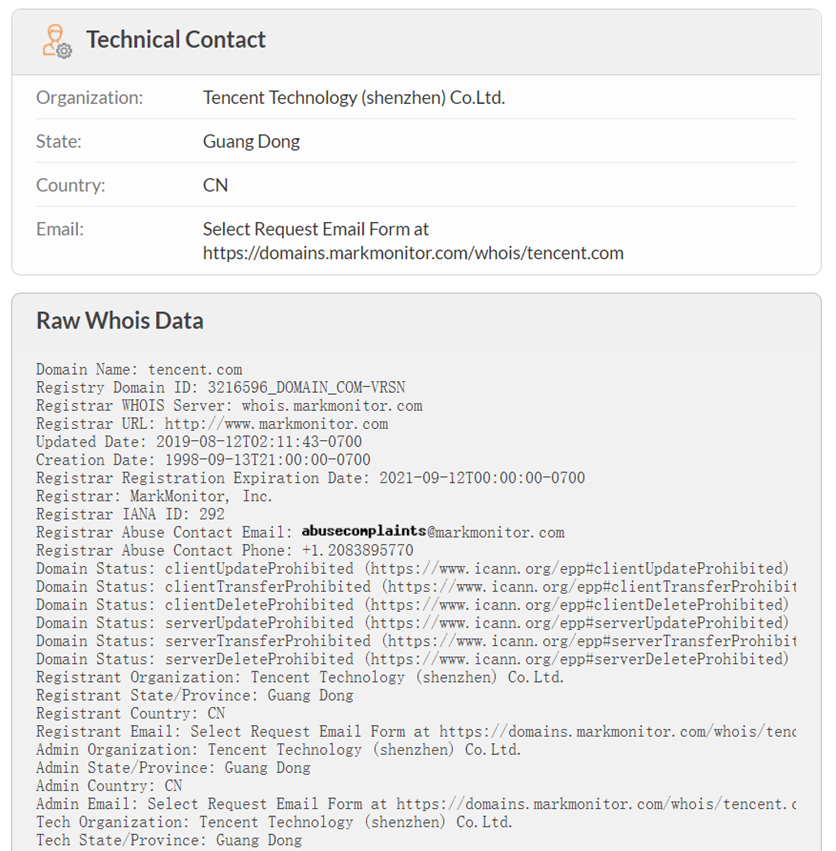 Technical Contact
Organization: Tencent Technology (shenzhen) Co.Ltd.
State: Guang Dong
Country: CN
Email: Select Request Email Form at
https://domains.markmonitor.com/whois/tencent.com
Raw Whois Data
Domain Name: tencent.com
Registry Domain ID: 3216596_DOMAIN_COM-VRSN
Registrar WHOIS Server: whois.markmonitor.com
Registrar URL: http://www.markmonitor.com
Updated Date: 2019-08-12T02:11:43-0700
Creation Date: 1998-09-13T21:00:00-0700
Registrar Registration Expiration Date: 2021-09-12T00:00:00-0700
Registrar: MarkMonitor, Inc.
Registrar IANA ID: 292
Registrar Abuse Contact Email: abusecomplaints@markmonitor.com
Registrar Abuse Contact Phone: +1.2083895770
Domain Status: clientUpdateProhibited (https://www.icann.org/epp#clientUpdateProhibited)
Domain Status: clientTransferProhibited (https://www.icann.org/epp#clientTransferProhibit
Domain Status: clientDeleteProhibited (https://www.icann.org/epp#clientDeleteProhibited)
Domain Status: serverUpdateProhibited (https://www.icann.org/epp#serverUpdateProhibited)
Domain Status: serverTransferProhibited (https://www.icann.org/epp#serverTransferProhibit
Domain Status: serverDeleteProhibited (https://www.icann.org/epp#serverDeleteProhibited)
Registrant Organization: Tencent Technology (shenzhen) Co.Ltd.
Registrant State/Province: Guang Dong
Registrant Country: CN
Registrant Email: Select Request Email Form at https://domains.markmonitor.com/whois/tenc
Admin Organization: Tencent Technology (shenzhen) Co.Ltd.
Admin State/Province: Guang Dong
Admin Country: CN
Admin Email: Select Request Email Form at https://domains.markmonitor.com/whois/tencent.c
Tech Organization: Tencent Technology (shenzhen) Co.Ltd.
Tech State/Province: Guang Dong